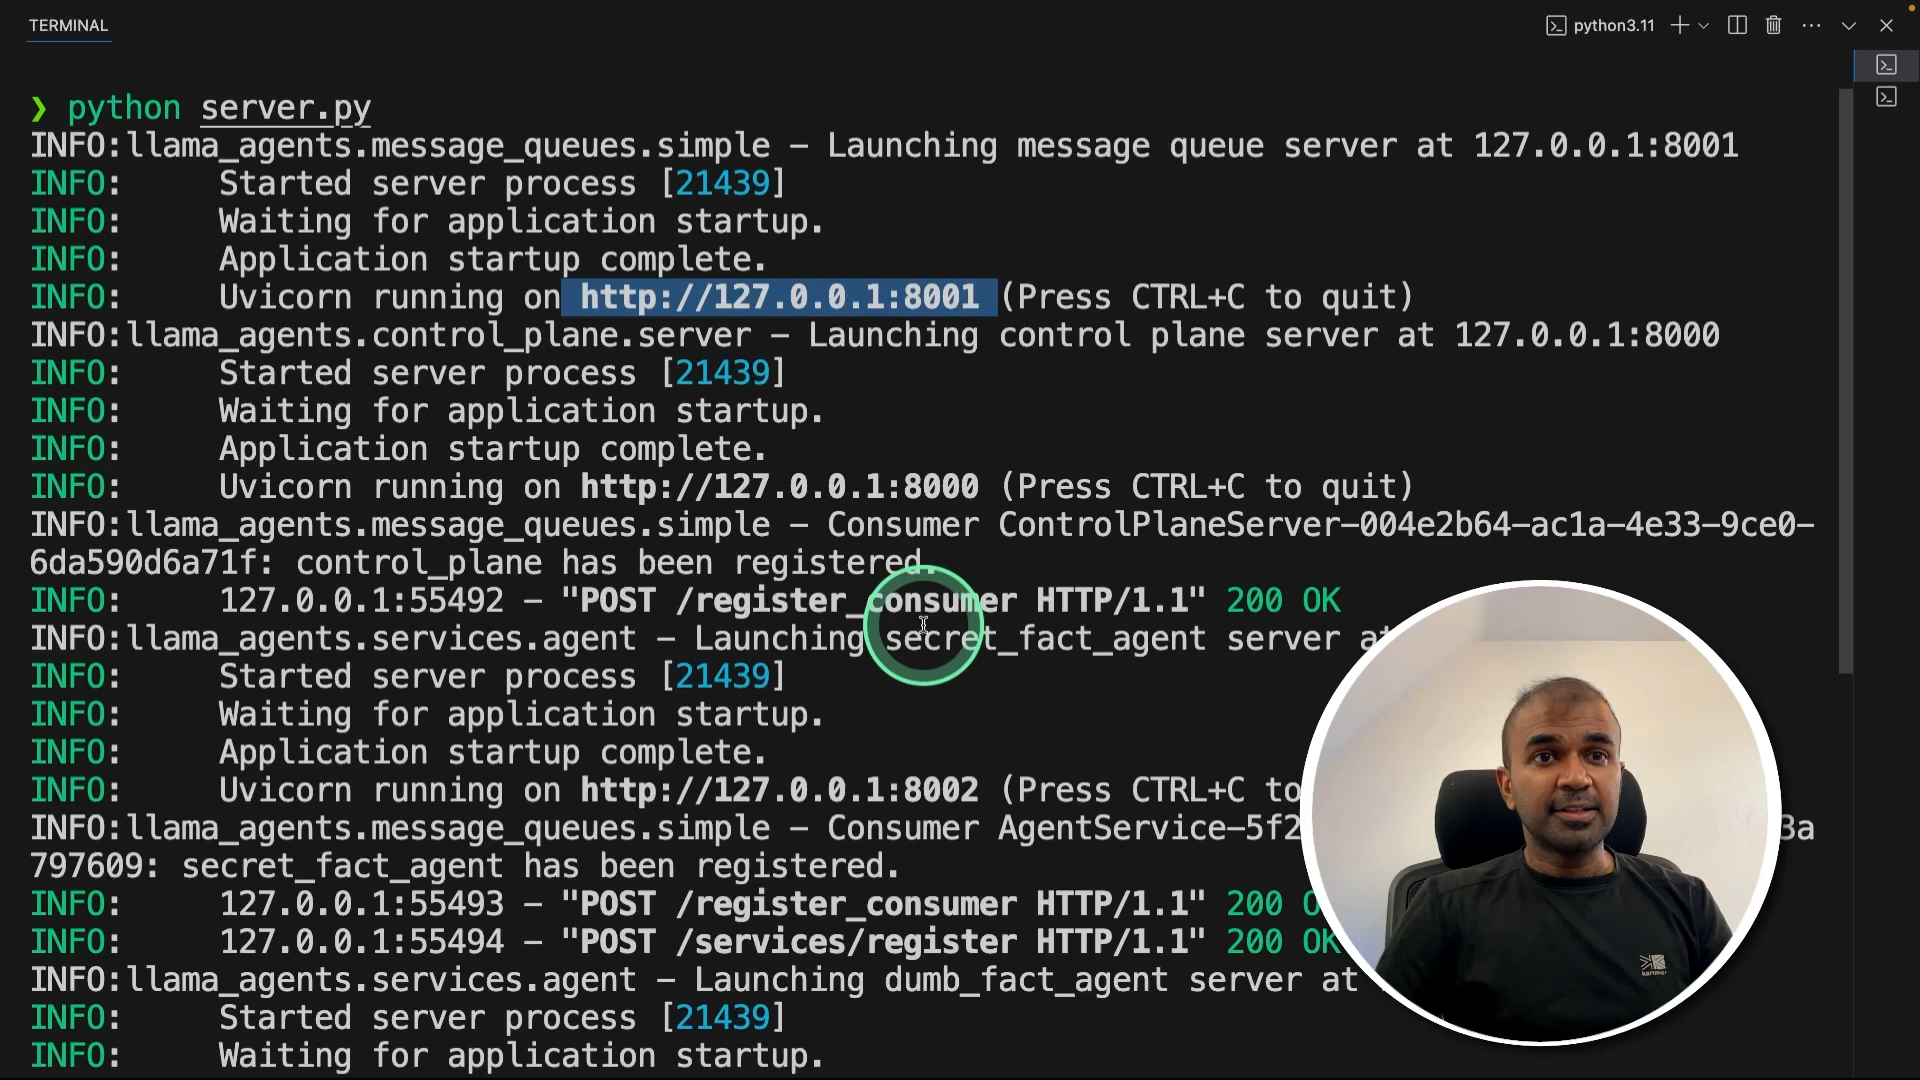 TERMINAL
python3.11
❯ python server.py
INFO:llama_agents.message_queues.simple - Launching message queue server at 127.0.0.1:8001
INFO:     Started server process [21439]
INFO:     Waiting for application startup.
INFO:     Application startup complete.
INFO:     Uvicorn running on http://127.0.0.1:8001 (Press CTRL+C to quit)
INFO:llama_agents.control_plane.server - Launching control plane server at 127.0.0.1:8000
INFO:     Started server process [21439]
INFO:     Waiting for application startup.
INFO:     Application startup complete.
INFO:     Uvicorn running on http://127.0.0.1:8000 (Press CTRL+C to quit)
INFO:llama_agents.message_queues.simple - Consumer ControlPlaneServer-004e2b64-ac1a-4e33-9ce0-
6da590d6a71f: control_plane has been registered.
INFO:     127.0.0.1:55492 - "POST /register_consumer HTTP/1.1" 200 OK
INFO:llama_agents.services.agent - Launching secret_fact_agent server at
INFO:     Started server process [21439]
INFO:     Waiting for application startup.
INFO:     Application startup complete.
INFO:     Uvicorn running on http://127.0.0.1:8002 (Press CTRL+C to
INFO:llama_agents.message_queues.simple - Consumer AgentService-5f2 3a
797609: secret_fact_agent has been registered.
INFO:     127.0.0.1:55493 - "POST /register_consumer HTTP/1.1" 200 O
INFO:     127.0.0.1:55494 - "POST /services/register HTTP/1.1" 200 OK
INFO:llama_agents.services.agent - Launching dumb_fact_agent server at
INFO:     Started server process [21439]
INFO:     Waiting for application startup.